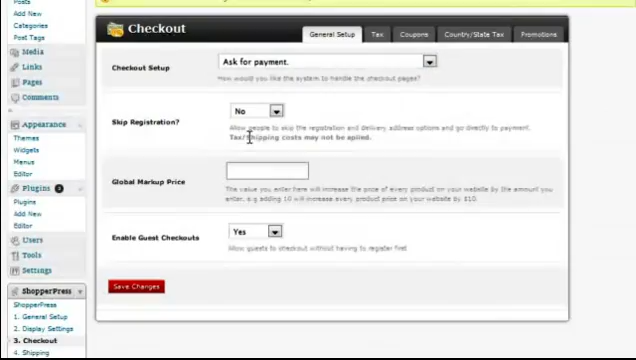 Posts
Add New
Categories
Post Tags
Media
Links
Pages
Comments
Appearance
Themes
Widgets
Menus
Editor
Plugins
Plugins
Add New
Editor
Users
Tools
Settings
ShopperPress
ShopperPress
1. General Setup
2. Display Settings
3. Checkout
4. Shipping
Checkout
General Setup
Tax
Coupons
Country/State Tax
Promotions
Checkout Setup
Ask for payment.
How would you like the system to handle the checkout pages?
Skip Registration?
No
Allow people to skip the registration and delivery address options and go directly to payment.
Tax/Shipping costs may not be aplied.
Global Markup Price
The value you enter here will increase the price of every product on your website by the amount you
enter. e.g adding 10 will increase every product price on your website by $10.
Enable Guest Checkouts
Yes
Allow guests to checkout without having to register first
Save Changes